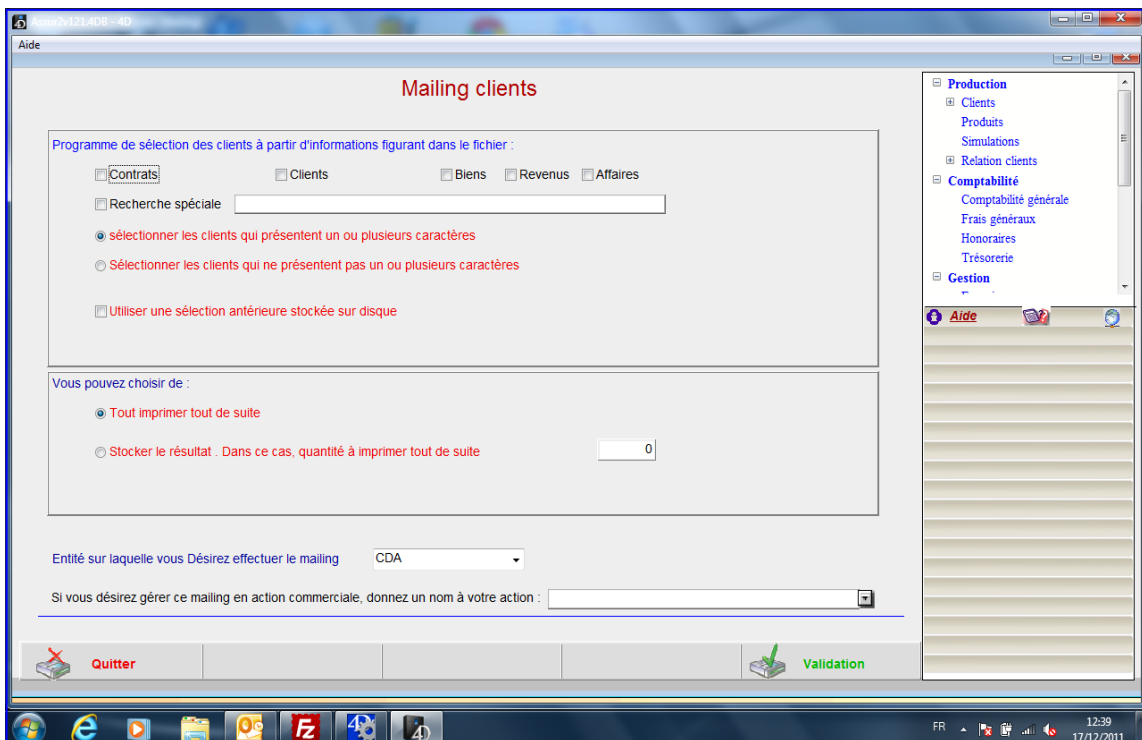 Assur2v121.4DB - 4D
Aide
Mailing clients
Programme de sélection des clients à partir d'informations figurant dans le fichier :
Contrats Clients Biens Revenus Affaires
Recherche spéciale
sélectionner les clients qui présentent un ou plusieurs caractères
Sélectionner les clients qui ne présentent pas un ou plusieurs caractères
Utiliser une sélection antérieure stockée sur disque
Vous pouvez choisir de :
Tout imprimer tout de suite
Stocker le résultat . Dans ce cas, quantité à imprimer tout de suite 0
Entité sur laquelle vous Désirez effectuer le mailing CDA
Si vous désirez gérer ce mailing en action commerciale, donnez un nom à votre action :
Quitter Validation
Production
Clients
Produits
Simulations
Relation clients
Comptabilité
Comptabilité générale
Frais généraux
Honoraires
Trésorerie
Gestion
Aide
FR 12:39
17/12/2011